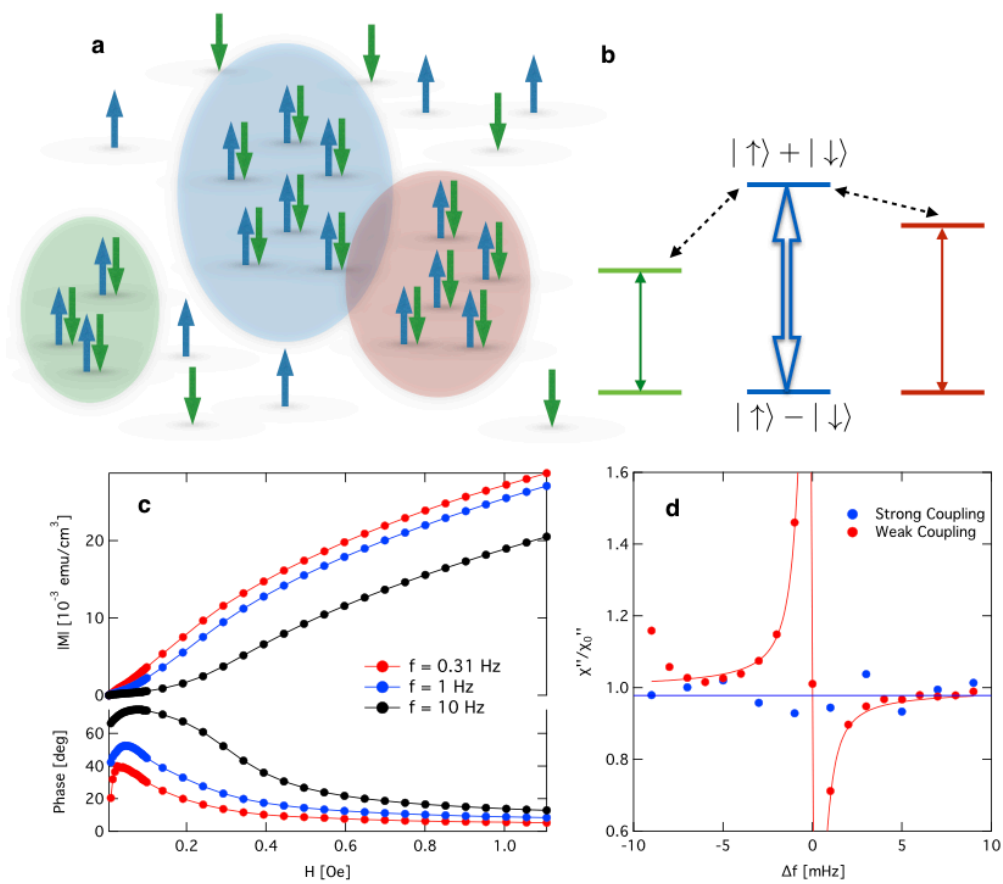 a
b
| ↑⟩ + | ↓⟩
| ↑⟩ − | ↓⟩
c
|M| [10⁻³ emu/cm³]
20
10
0
f = 0.31 Hz
f = 1 Hz
f = 10 Hz
Phase [deg]
60
40
20
0
0.0 0.2 0.4 0.6 0.8 1.0
H [Oe]
d
χ''/χ₀''
1.6
1.4
1.2
1.0
0.8
0.6
Strong Coupling
Weak Coupling
-10 -5 0 5 10
Δf [mHz]